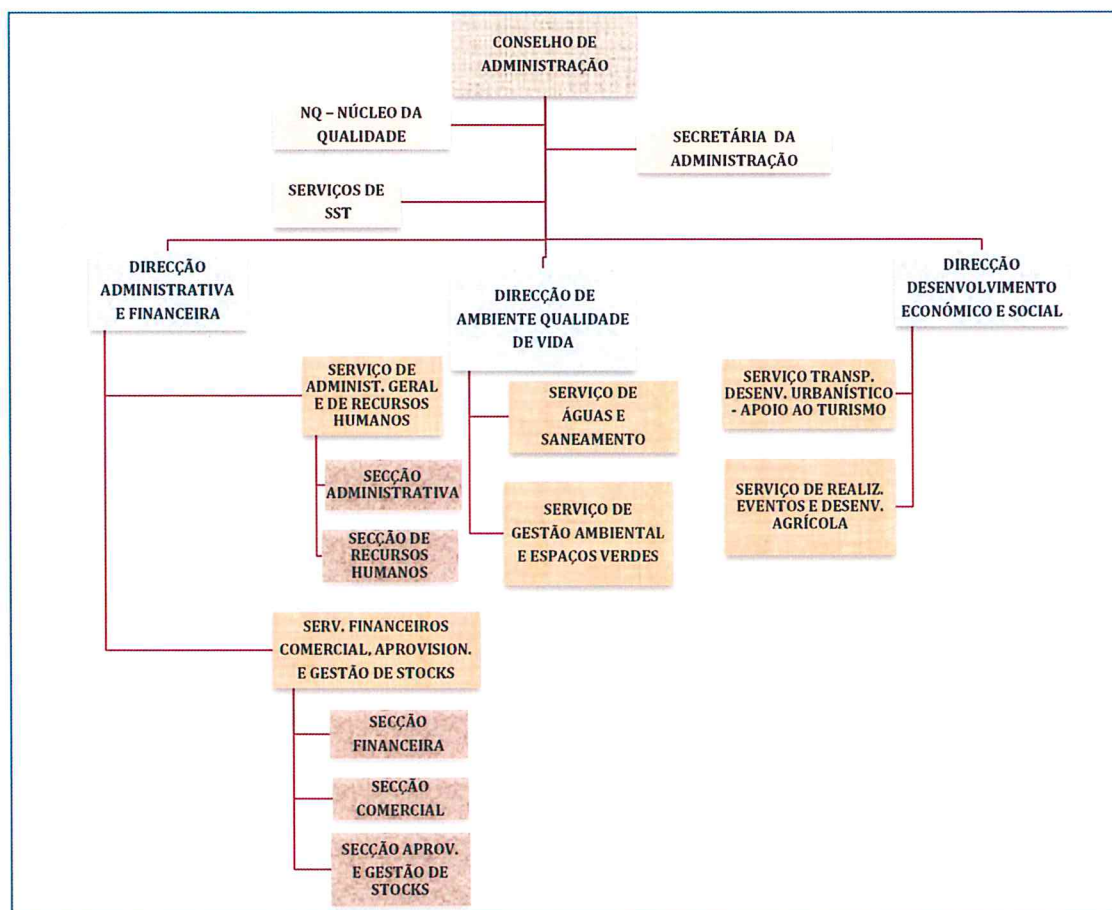 CONSELHO DE
ADMINISTRAÇÃO
NQ – NÚCLEO DA
QUALIDADE
SECRETÁRIA DA
ADMINISTRAÇÃO
SERVIÇOS DE
SST
DIRECÇÃO
ADMINISTRATIVA
E FINANCEIRA
DIRECÇÃO DE
AMBIENTE QUALIDADE
DE VIDA
DIRECÇÃO
DESENVOLVIMENTO
ECONÓMICO E SOCIAL
SERVIÇO DE
ADMINIST. GERAL
E DE RECURSOS
HUMANOS
SECÇÃO
ADMINISTRATIVA
SECÇÃO DE
RECURSOS
HUMANOS
SERVIÇO DE
ÁGUAS E
SANEAMENTO
SERVIÇO DE
GESTÃO AMBIENTAL
E ESPAÇOS VERDES
SERVIÇO TRANSP.
DESENV. URBANÍSTICO
- APOIO AO TURISMO
SERVIÇO DE REALIZ.
EVENTOS E DESENV.
AGRÍCOLA
SERV. FINANCEIROS
COMERCIAL, APROVISION.
E GESTÃO DE STOCKS
SECÇÃO
FINANCEIRA
SECÇÃO
COMERCIAL
SECÇÃO APROV.
E GESTÃO DE
STOCKS